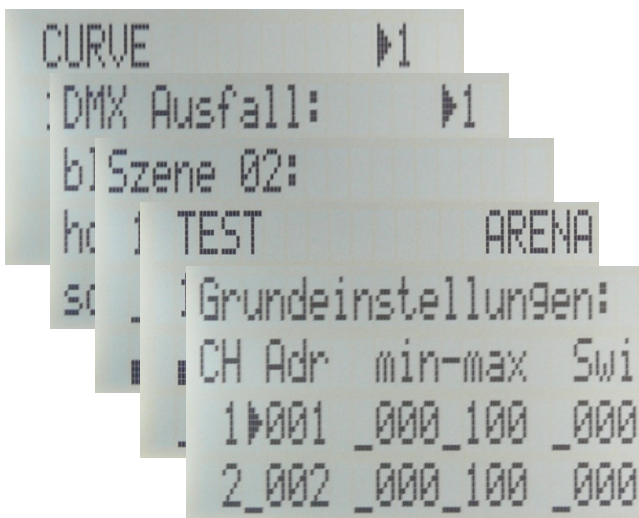 CURVE ▶1
DMX Ausfall: ▶1
Szene 02:
TEST ARENA
Grundeinstellungen:
CH Adr min-max Swi
1▶001 _000_100 _000
2_002 _000_100 _000